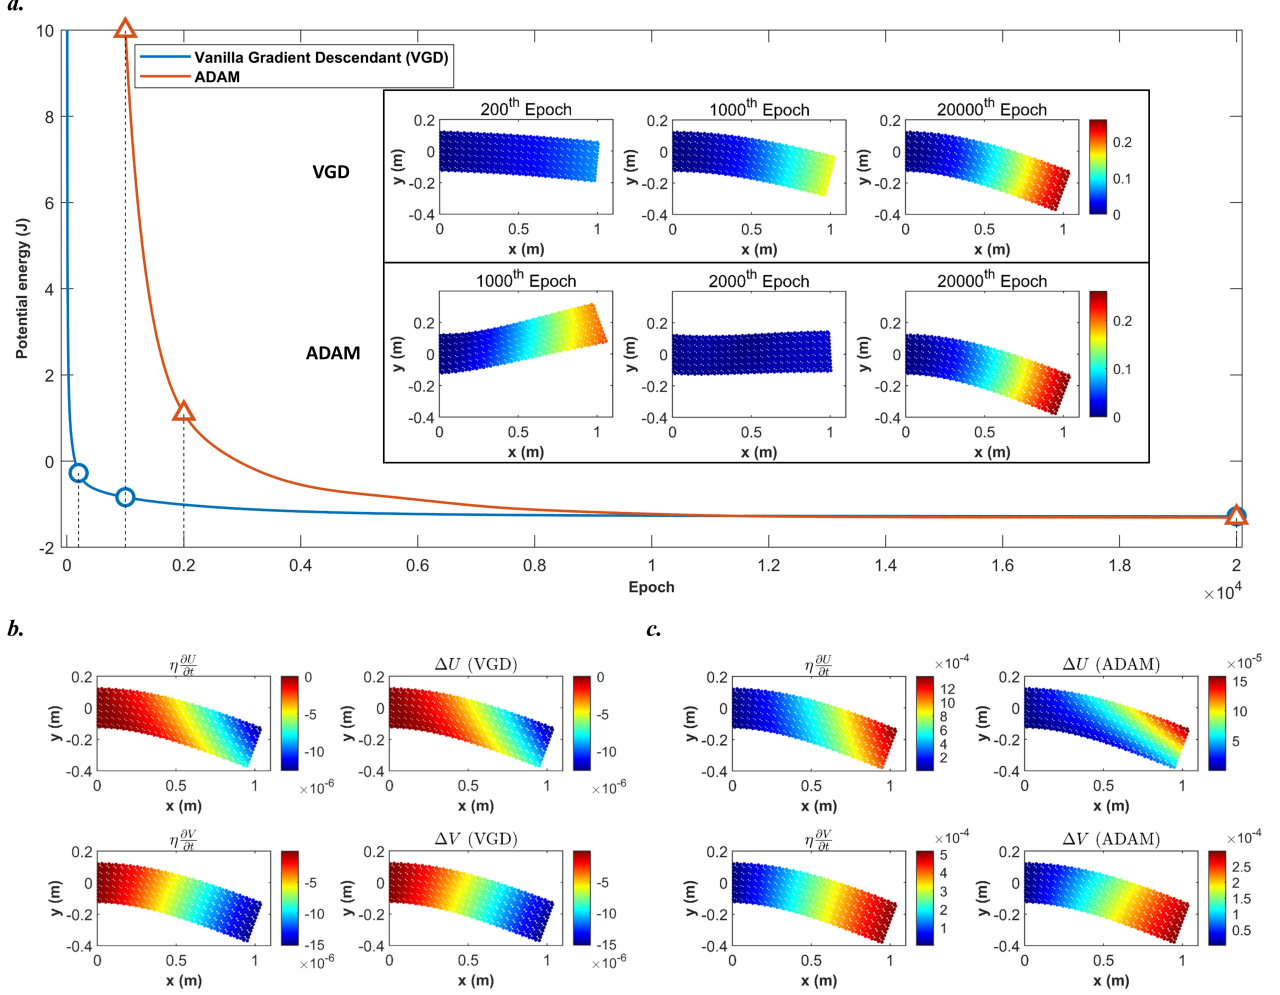 a.
10
8
6
4
2
0
-2
Potential energy (J)
Vanilla Gradient Descendant (VGD)
ADAM
VGD
200th Epoch
1000th Epoch
20000th Epoch
0.2
0
-0.2
-0.4
y (m)
0 0.5 1
x (m)
0.2
0
-0.2
-0.4
y (m)
0 0.5 1
x (m)
0.2
0
-0.2
-0.4
y (m)
0 0.5 1
x (m)
0.2
0.1
0
ADAM
1000th Epoch
2000th Epoch
20000th Epoch
0.2
0
-0.2
-0.4
y (m)
0 0.5 1
x (m)
0.2
0
-0.2
-0.4
y (m)
0 0.5 1
x (m)
0.2
0
-0.2
-0.4
y (m)
0 0.5 1
x (m)
0.2
0.1
0
0 0.2 0.4 0.6 0.8 1 1.2 1.4 1.6 1.8 2
Epoch
×10^4
b.
η ∂U/∂t
0.2
0
-0.2
-0.4
y (m)
0 0.5 1
x (m)
0
-5
-10
×10^-6
ΔU (VGD)
0.2
0
-0.2
-0.4
y (m)
0 0.5 1
x (m)
0
-5
-10
×10^-6
η ∂V/∂t
0.2
0
-0.2
-0.4
y (m)
0 0.5 1
x (m)
-5
-10
-15
×10^-6
ΔV (VGD)
0.2
0
-0.2
-0.4
y (m)
0 0.5 1
x (m)
-5
-10
-15
×10^-6
c.
η ∂U/∂t
×10^-4
0.2
0
-0.2
-0.4
y (m)
0 0.5 1
x (m)
12
10
8
6
4
2
ΔU (ADAM)
×10^-5
0.2
0
-0.2
-0.4
y (m)
0 0.5 1
x (m)
15
10
5
η ∂V/∂t
×10^-4
0.2
0
-0.2
-0.4
y (m)
0 0.5 1
x (m)
5
4
3
2
1
ΔV (ADAM)
×10^-4
0.2
0
-0.2
-0.4
y (m)
0 0.5 1
x (m)
2.5
2
1.5
1
0.5